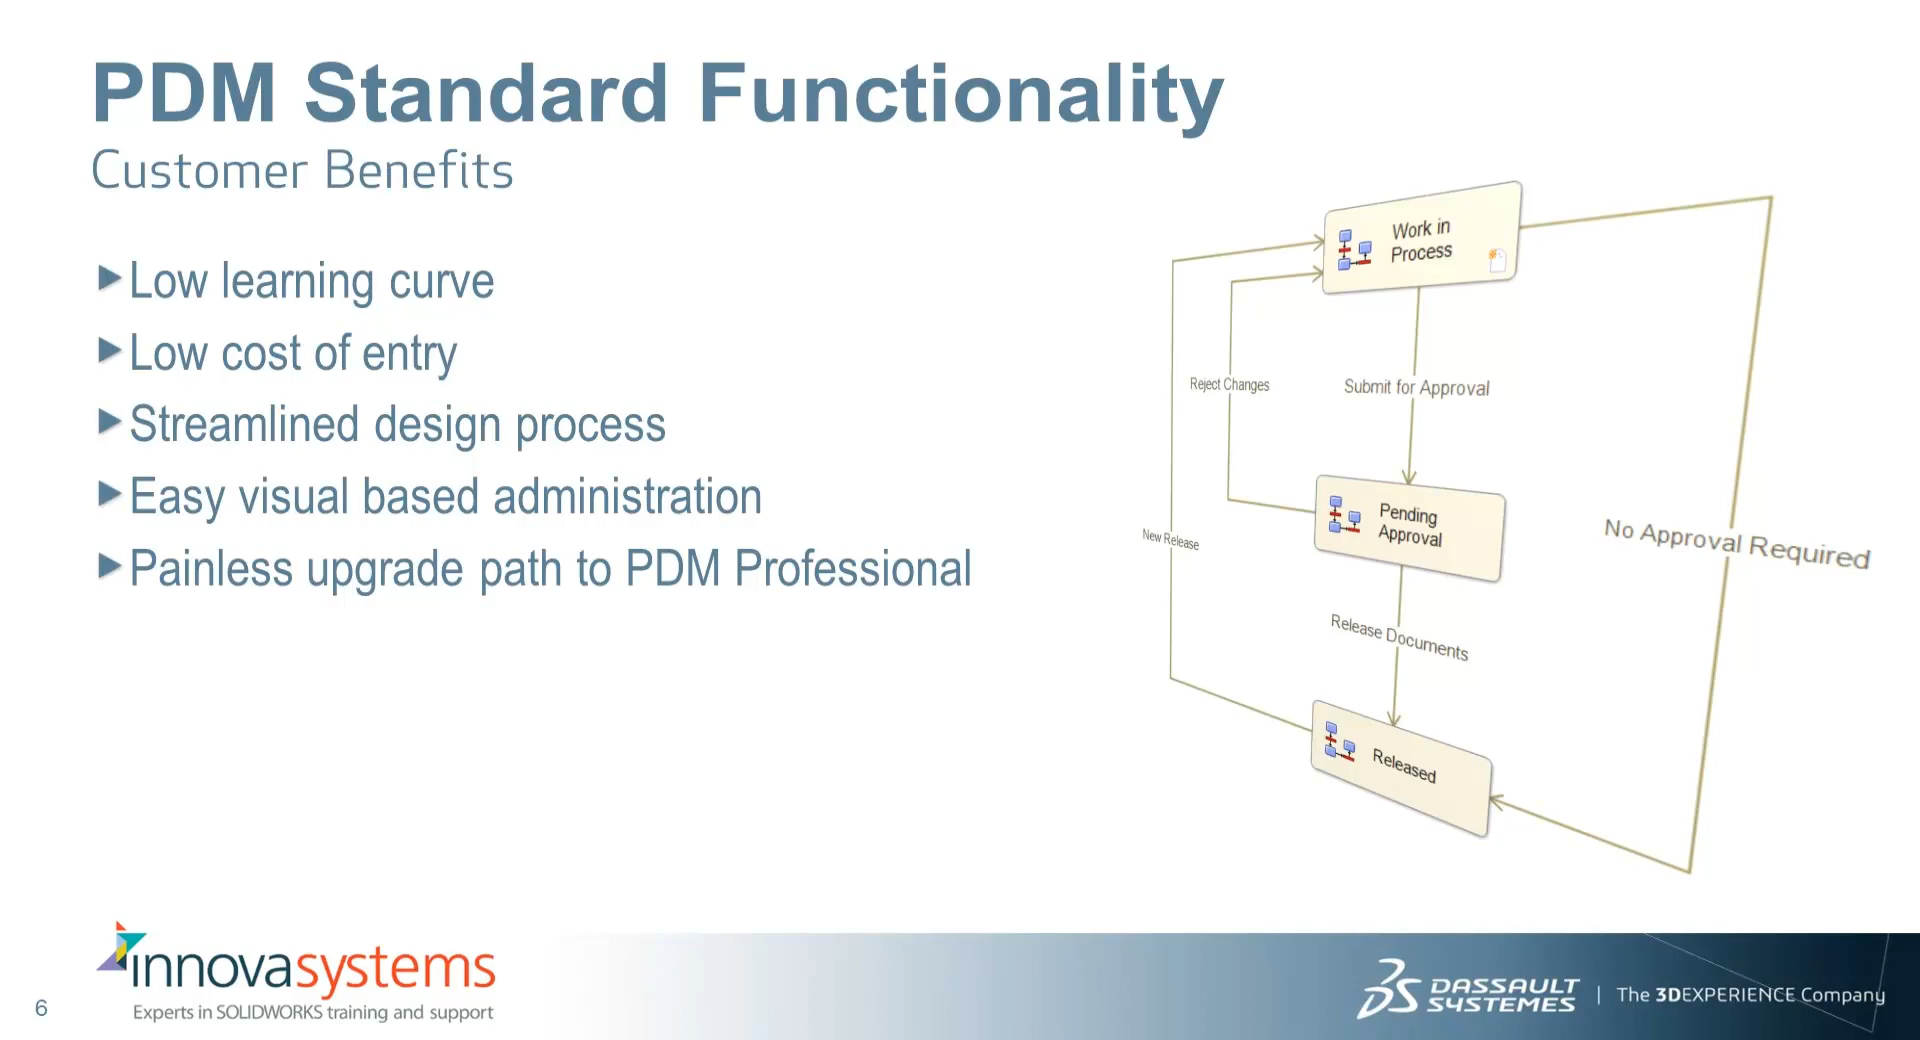 PDM Standard Functionality
Customer Benefits
Low learning curve
Low cost of entry
Streamlined design process
Easy visual based administration
Painless upgrade path to PDM Professional
Work in
Process
Reject Changes
Submit for Approval
Pending
Approval
New Release
No Approval Required
Release Documents
Released
innovasystems
Experts in SOLIDWORKS training and support
6
DASSAULT
SYSTEMES
The 3DEXPERIENCE Company